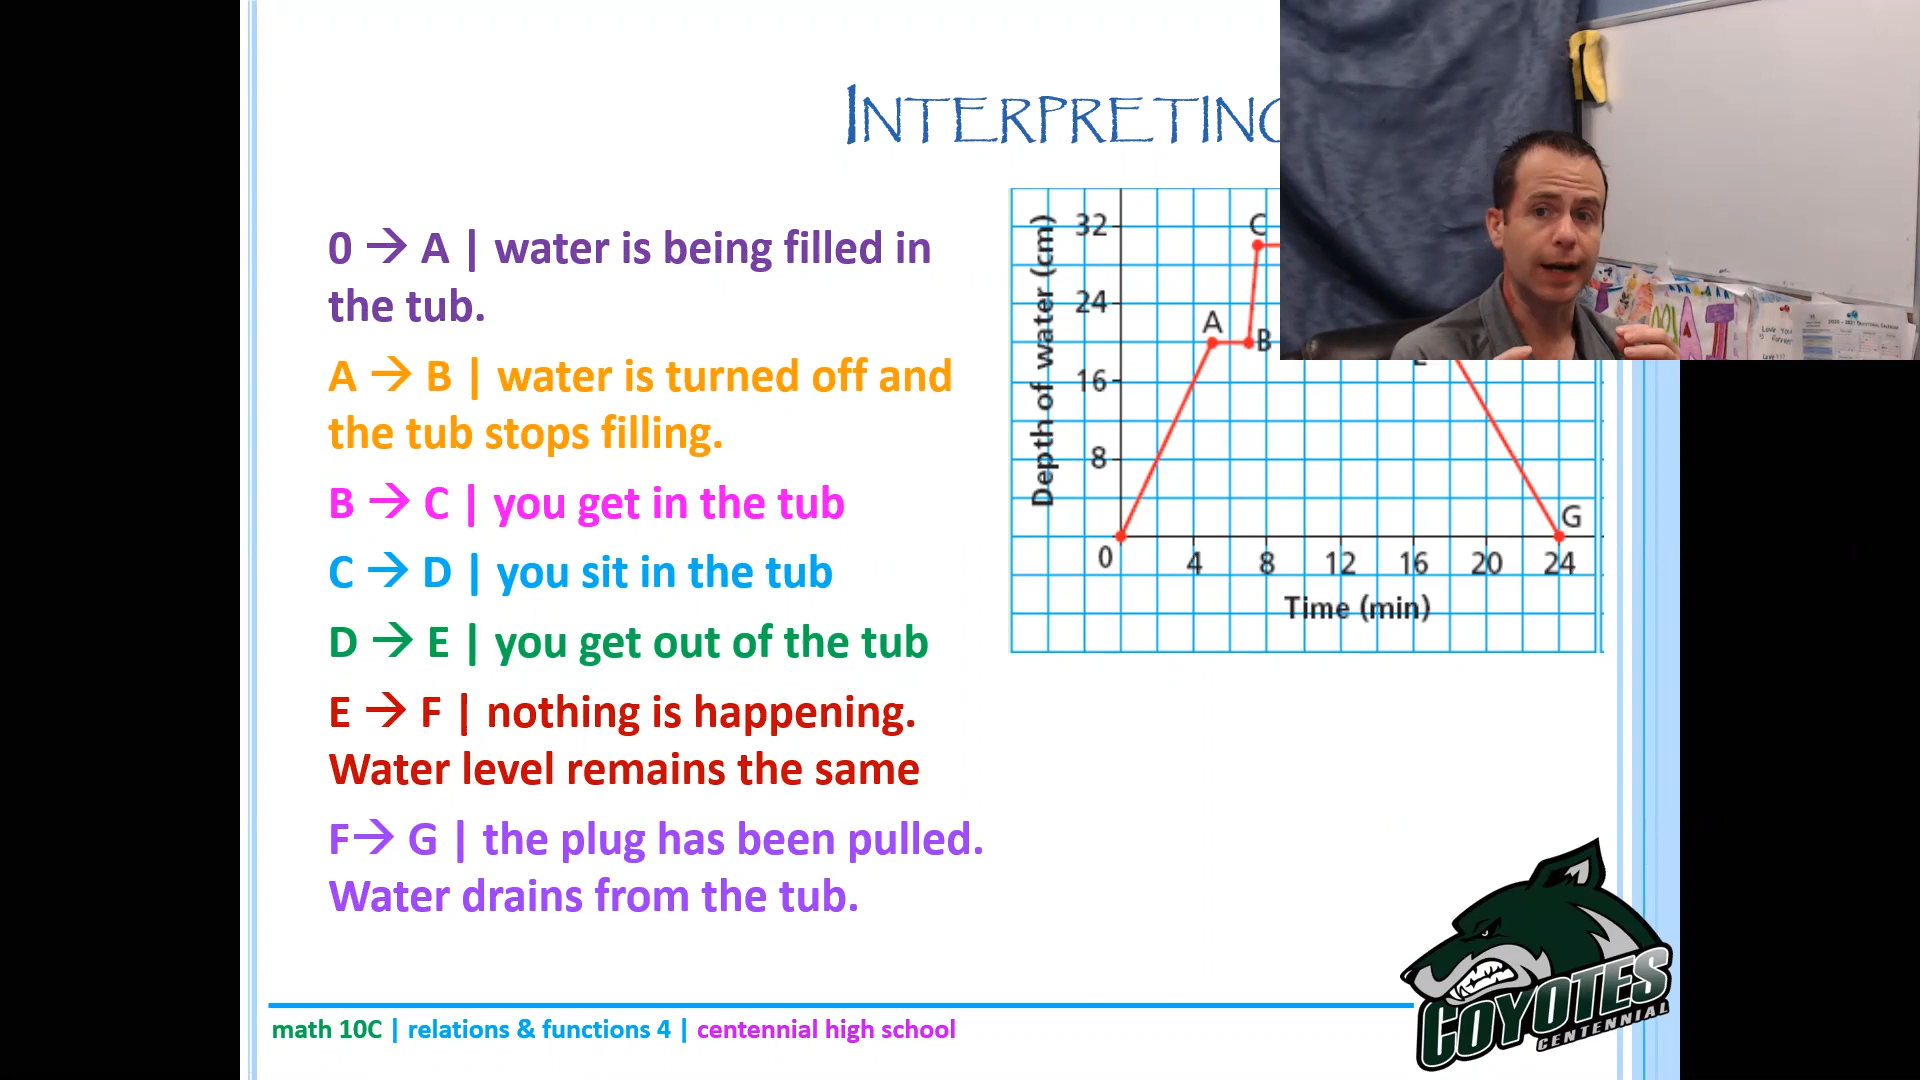 INTERPRETING
0 → A | water is being filled in
the tub.
A → B | water is turned off and
the tub stops filling.
B → C | you get in the tub
C → D | you sit in the tub
D → E | you get out of the tub
E → F | nothing is happening.
Water level remains the same
F→ G | the plug has been pulled.
Water drains from the tub.
Depth of water (cm)
32
24
16
8
0
4 8 12 16 20 24
Time (min)
A
B
C
G
COYOTES
CENTENNIAL
math 10C | relations & functions 4 | centennial high school